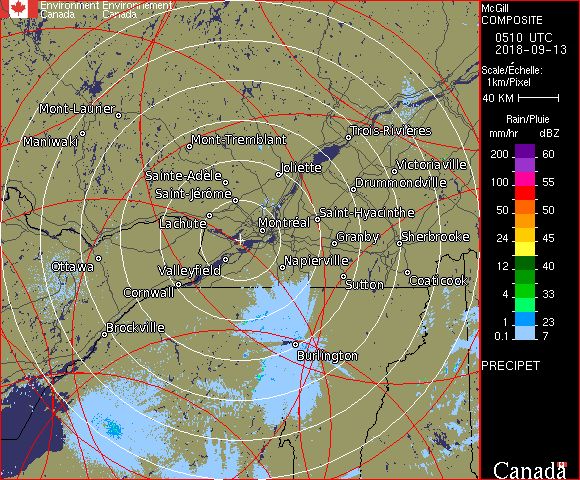 Environment Environnement
Canada Canada
McGill
COMPOSITE
0510 UTC
2018-09-13
Scale/Échelle:
1km/Pixel
40 KM
Rain/Pluie
mm/hr dBZ
200 60
100 55
50 50
24 45
12 40
4 33
1 30
0.1 23
0.1 7
PRECIPET
Canada
Mont-Laurier
Maniwaki
Mont-Tremblant
Trois-Rivières
Sainte-Adèle
Joliette
Victoriaville
Saint-Jérôme
Drummondville
Lachute
Montréal
Saint-Hyacinthe
Granby
Sherbrooke
Ottawa
Valleyfield
Napierville
Cornwall
Sutton
Coaticook
Brockville
Burlington